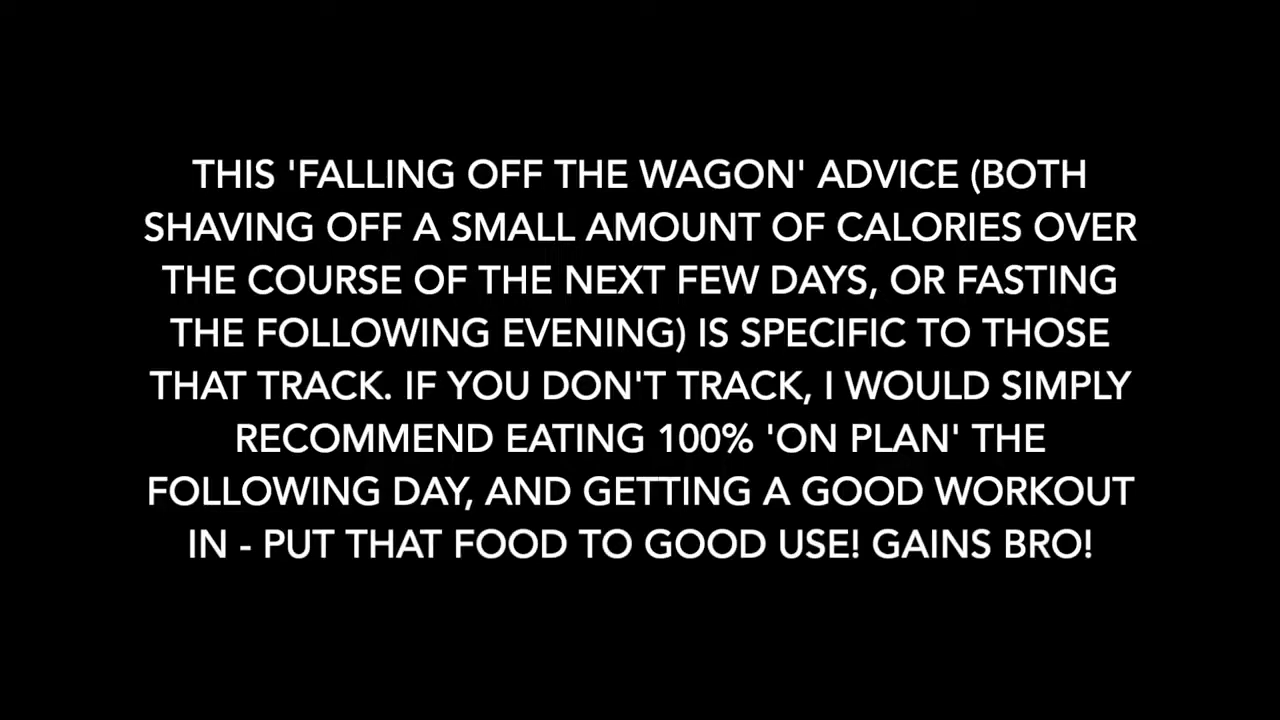 THIS 'FALLING OFF THE WAGON' ADVICE (BOTH
SHAVING OFF A SMALL AMOUNT OF CALORIES OVER
THE COURSE OF THE NEXT FEW DAYS, OR FASTING
THE FOLLOWING EVENING) IS SPECIFIC TO THOSE
THAT TRACK. IF YOU DON'T TRACK, I WOULD SIMPLY
RECOMMEND EATING 100% 'ON PLAN' THE
FOLLOWING DAY, AND GETTING A GOOD WORKOUT
IN - PUT THAT FOOD TO GOOD USE! GAINS BRO!